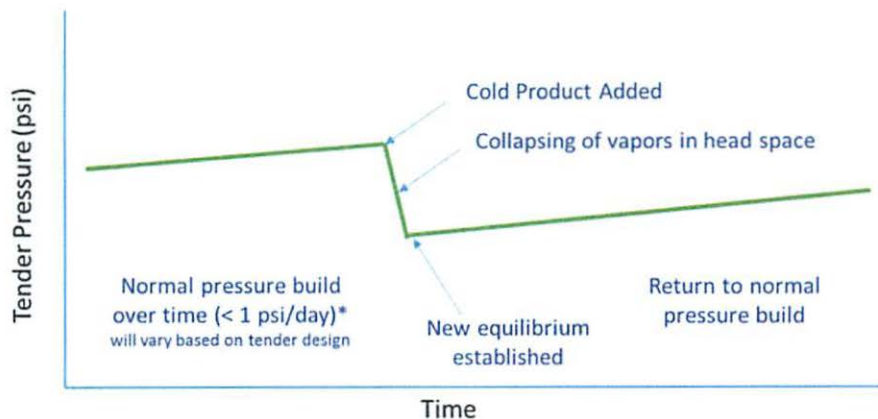 Tender Pressure (psi)
Cold Product Added
Collapsing of vapors in head space
Normal pressure build
over time (< 1 psi/day)*
will vary based on tender design
New equilibrium
established
Return to normal
pressure build
Time